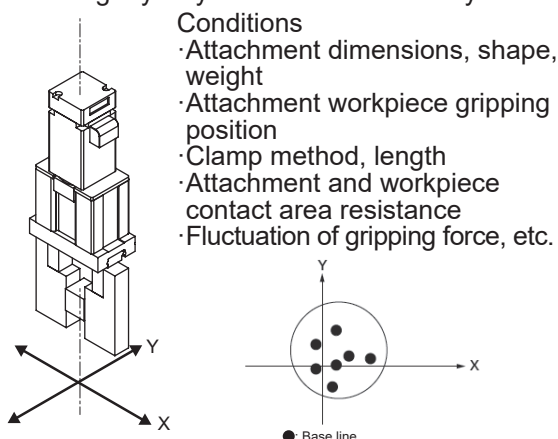 Conditions
·Attachment dimensions, shape,
weight
·Attachment workpiece gripping
position
·Clamp method, length
·Attachment and workpiece
contact area resistance
·Fluctuation of gripping force, etc.
Y
X
Y
X
●: Base line